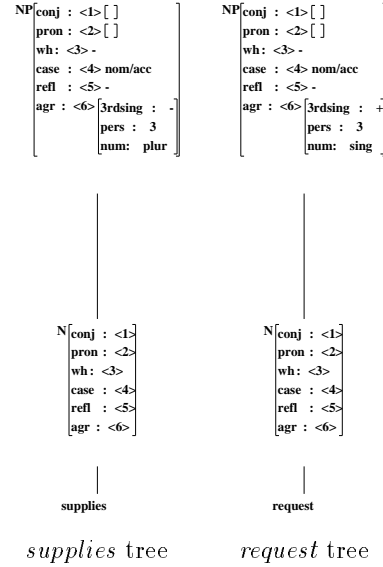 NP conj : <1>[ ]
pron : <2>[ ]
wh : <3> -
case : <4> nom/acc
refl : <5> -
agr : <6> 3rdsing : -
pers : 3
num: plur
N conj : <1>
pron : <2>
wh : <3>
case : <4>
refl : <5>
agr : <6>
supplies
supplies tree
NP conj : <1>[ ]
pron : <2>[ ]
wh : <3> -
case : <4> nom/acc
refl : <5> -
agr : <6> 3rdsing : +
pers : 3
num: sing
N conj : <1>
pron : <2>
wh : <3>
case : <4>
refl : <5>
agr : <6>
request
request tree